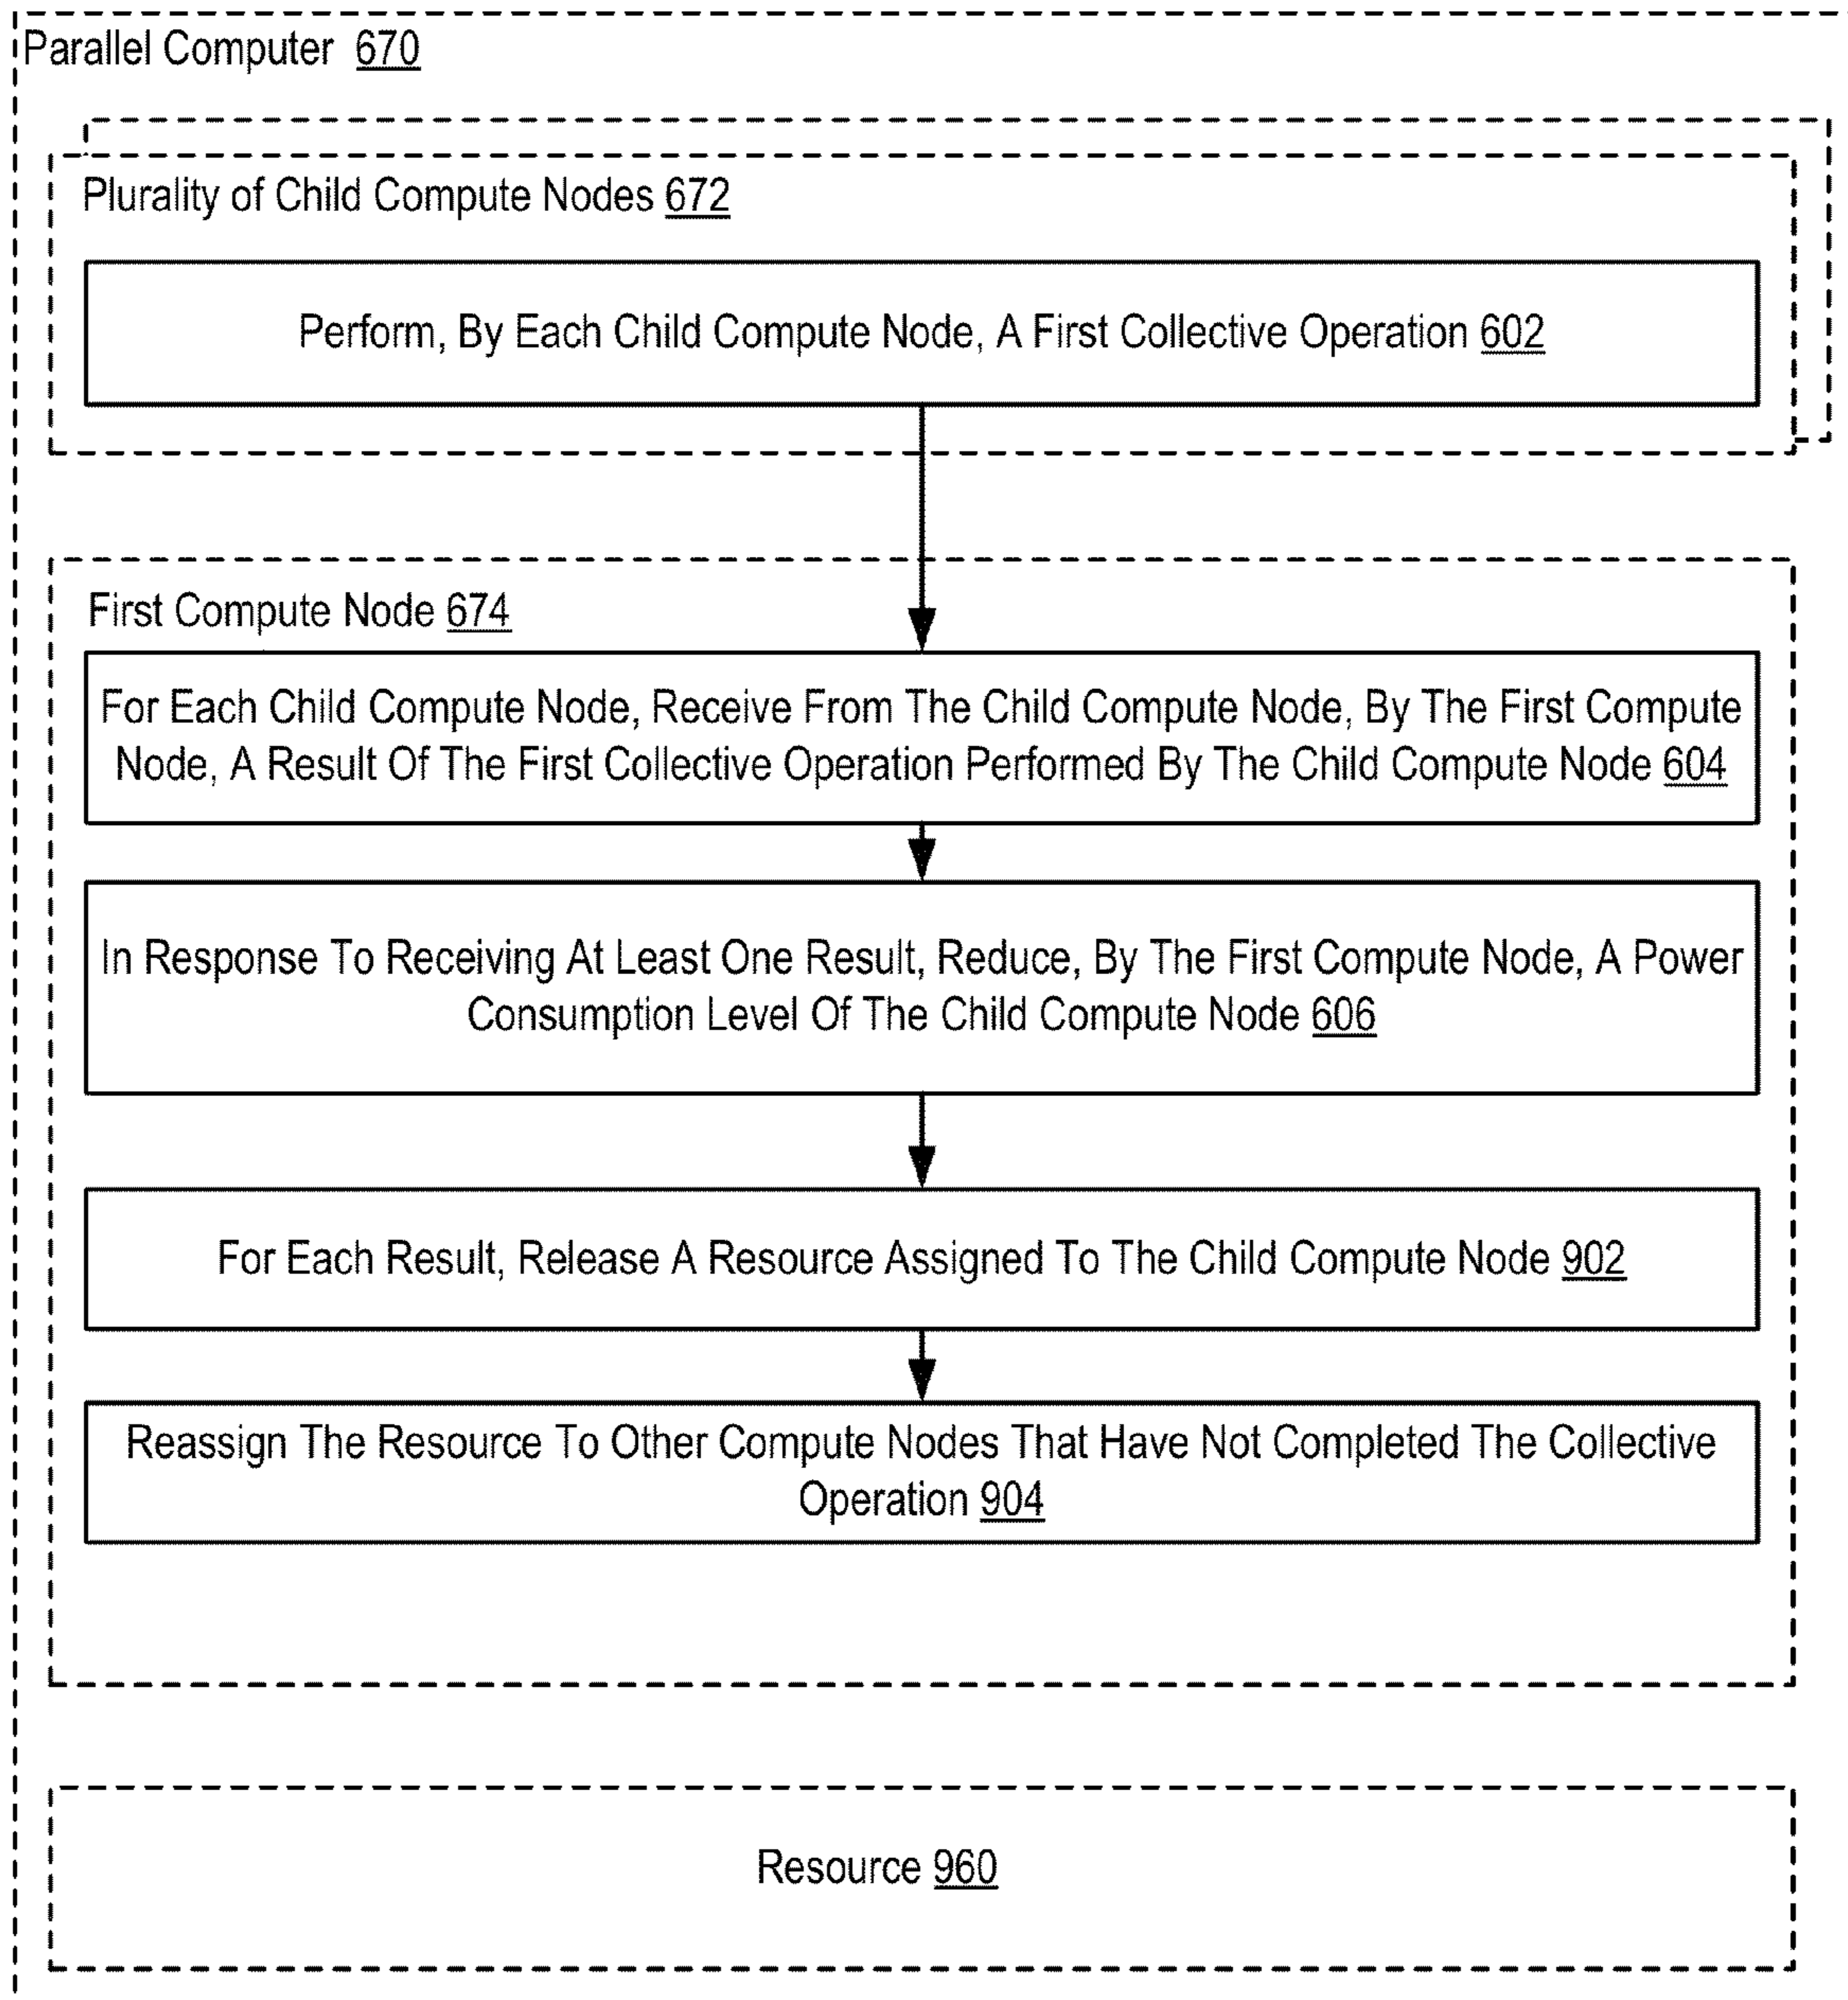 Parallel Computer 670
Plurality of Child Compute Nodes 672
Perform, By Each Child Compute Node, A First Collective Operation 602
First Compute Node 674
For Each Child Compute Node, Receive From The Child Compute Node, By The First Compute
Node, A Result Of The First Collective Operation Performed By The Child Compute Node 604
In Response To Receiving At Least One Result, Reduce, By The First Compute Node, A Power
Consumption Level Of The Child Compute Node 606
For Each Result, Release A Resource Assigned To The Child Compute Node 902
Reassign The Resource To Other Compute Nodes That Have Not Completed The Collective
Operation 904
Resource 960